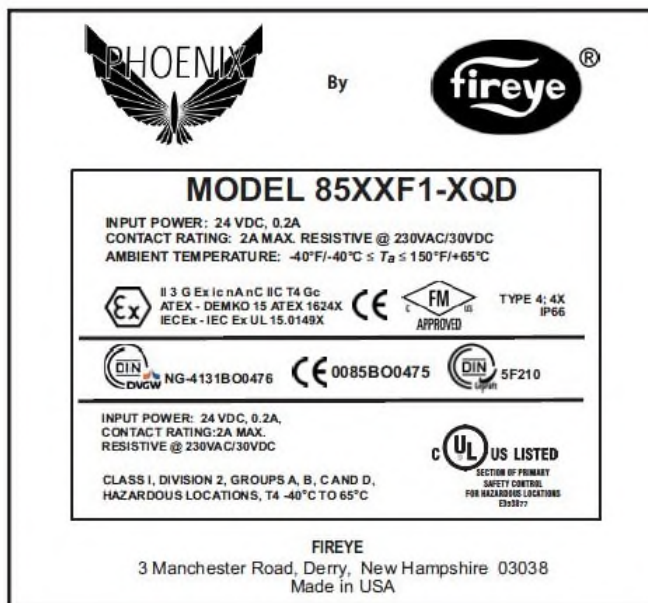 PHOENIX
By
fireye®
MODEL 85XXF1-XQD
INPUT POWER: 24 VDC, 0.2A
CONTACT RATING: 2A MAX. RESISTIVE @ 230VAC/30VDC
AMBIENT TEMPERATURE: -40°F/-40°C ≤ Ta ≤ 150°F/+65°C
Ex
II 3 G Ex ic nA nC IIC T4 Gc
ATEX - DEMKO 15 ATEX 1624X
IECEx - IEC Ex UL 15.0149X
CE
C FM US
APPROVED
TYPE 4; 4X
IP66
DIN
DVGW
NG-4131BO0476
CE 0085BO0475
DIN
5F210
INPUT POWER: 24 VDC, 0.2A,
CONTACT RATING:2A MAX.
RESISTIVE @ 230VAC/30VDC
CLASS I, DIVISION 2, GROUPS A, B, C AND D,
HAZARDOUS LOCATIONS, T4 -40°C TO 65°C
C UL US LISTED
SECTION OF PRIMARY
SAFETY CONTROL
FOR HAZARDOUS LOCATIONS
FIREYE
3 Manchester Road, Derry, New Hampshire 03038
Made in USA